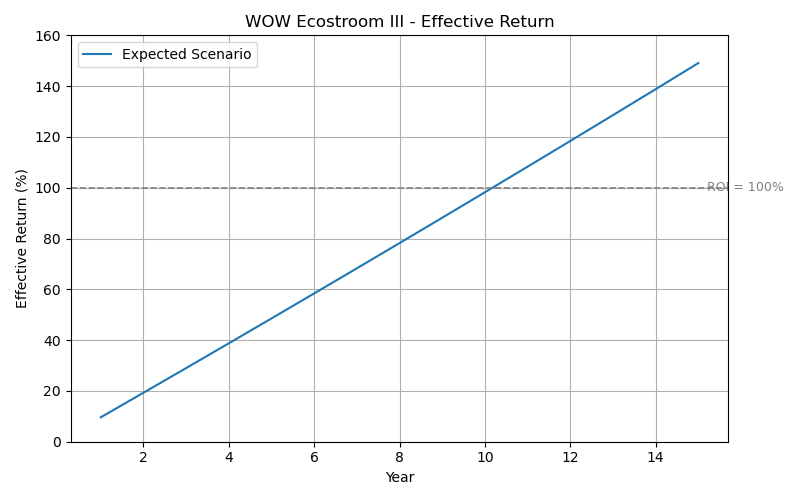 WOW Ecostroom III - Effective Return
Expected Scenario
Effective Return (%)
160
140
120
100
80
60
40
20
0
ROI = 100%
2 4 6 8 10 12 14
Year